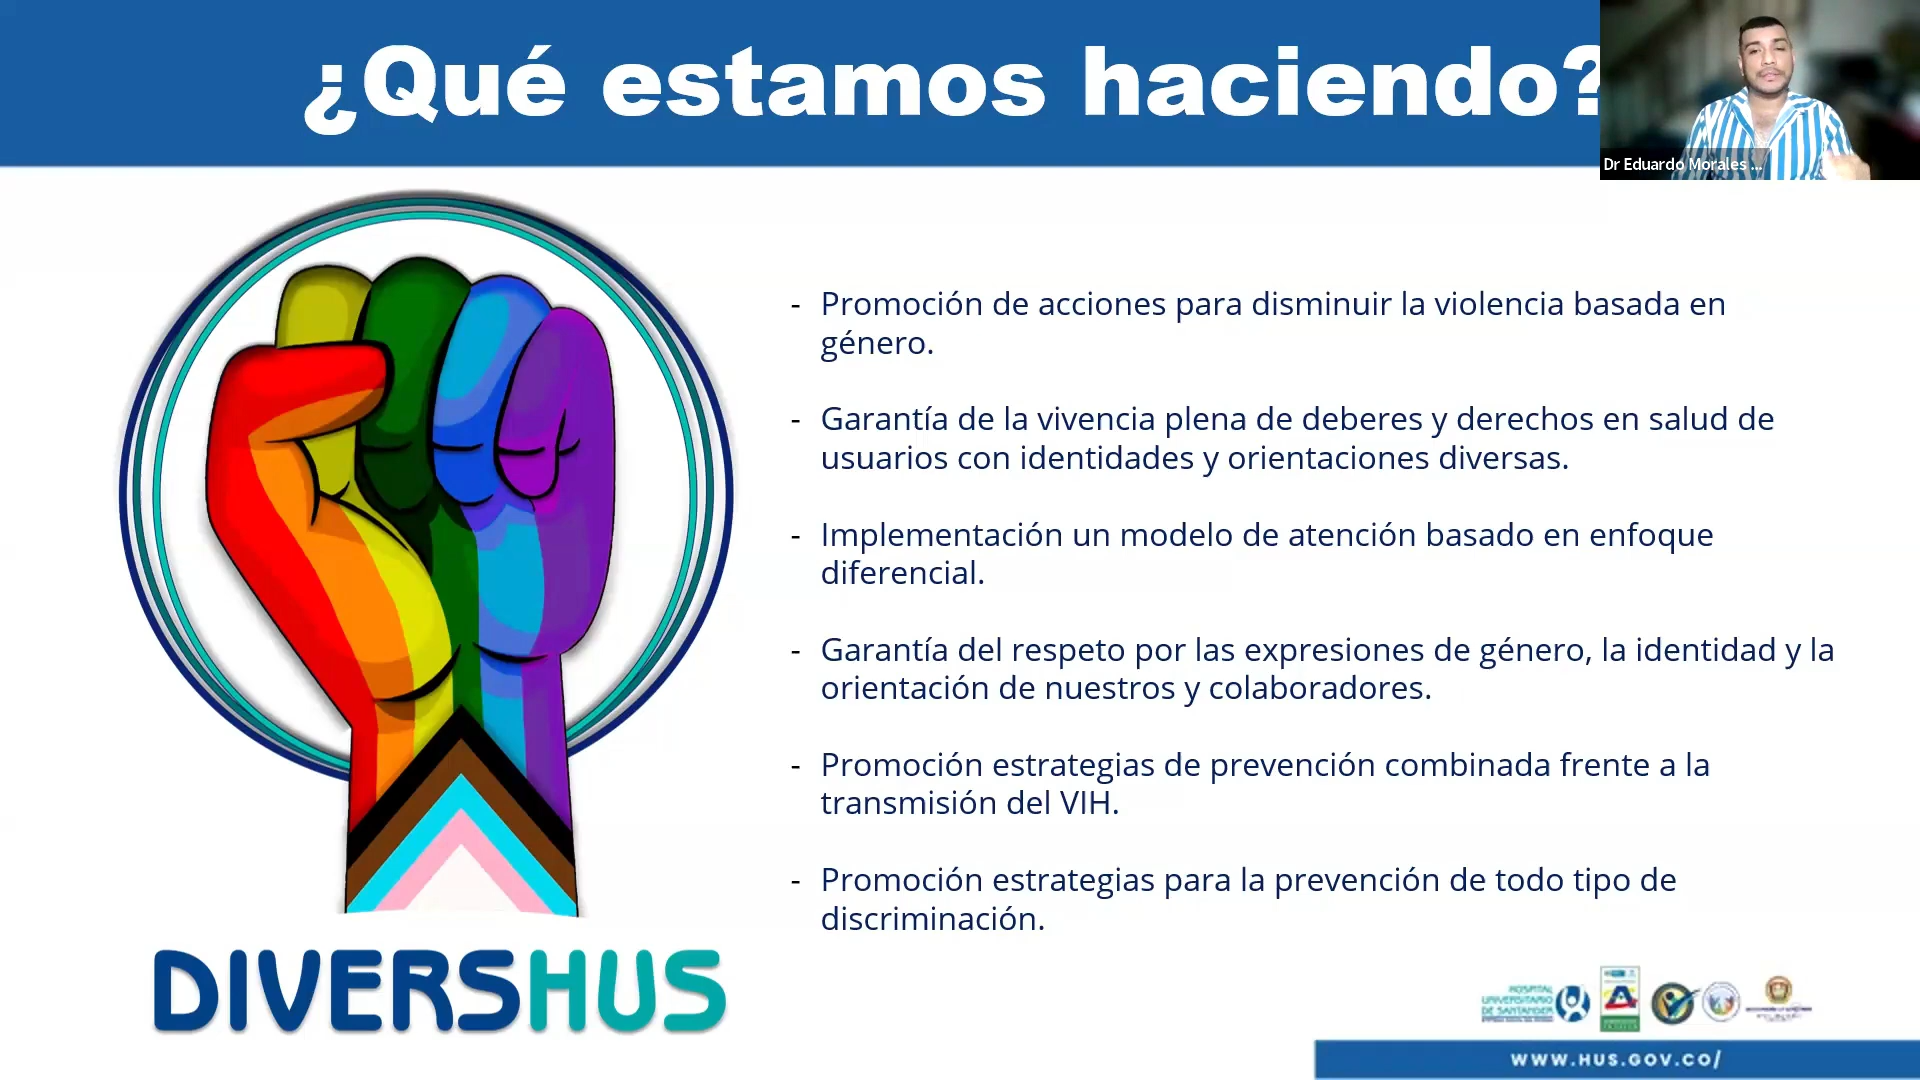 ¿Qué estamos haciendo?
Dr Eduardo Morales ...
- Promoción de acciones para disminuir la violencia basada en
género.
- Garantía de la vivencia plena de deberes y derechos en salud de
usuarios con identidades y orientaciones diversas.
- Implementación un modelo de atención basado en enfoque
diferencial.
- Garantía del respeto por las expresiones de género, la identidad y la
orientación de nuestros y colaboradores.
- Promoción estrategias de prevención combinada frente a la
transmisión del VIH.
- Promoción estrategias para la prevención de todo tipo de
discriminación.
DIVERSHUS
HOSPITAL
UNIVERSITARIO
DE SANTANDER
WWW.HUS.GOV.CO/